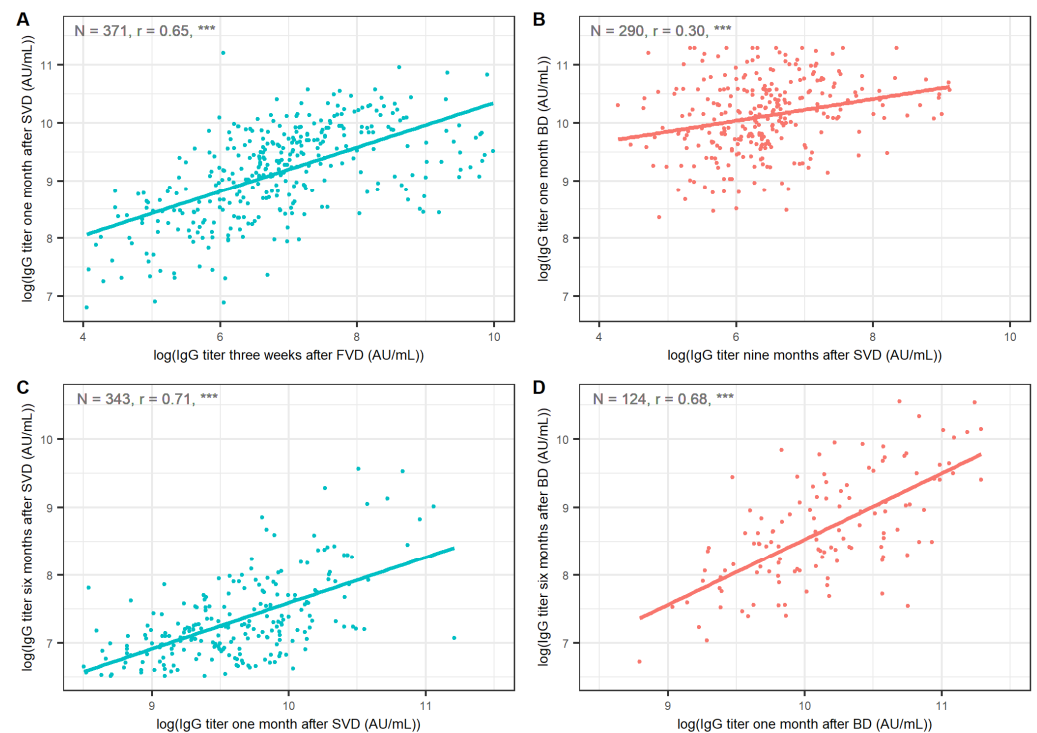 A
N = 371, r = 0.65, ***
11
10
9
8
7
log(IgG titer one month after SVD (AU/mL))
4
6
8
10
log(IgG titer three weeks after FVD (AU/mL))
B
N = 290, r = 0.30, ***
11
10
9
8
7
log(IgG titer one month BD (AU/mL))
4
6
8
10
log(IgG titer nine months after SVD (AU/mL))
C
N = 343, r = 0.71, ***
10
9
8
7
log(IgG titer six months after SVD (AU/mL))
9
10
11
log(IgG titer one month after SVD (AU/mL))
D
N = 124, r = 0.68, ***
10
9
8
7
log(IgG titer six months after BD (AU/mL))
9
10
11
log(IgG titer one month after BD (AU/mL))